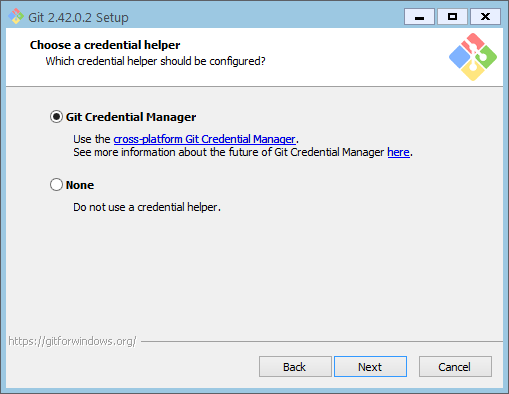 Git 2.42.0.2 Setup
Choose a credential helper
Which credential helper should be configured?
Git Credential Manager
Use the cross-platform Git Credential Manager.
See more information about the future of Git Credential Manager here.
None
Do not use a credential helper.
https://gitforwindows.org/
Back
Next
Cancel